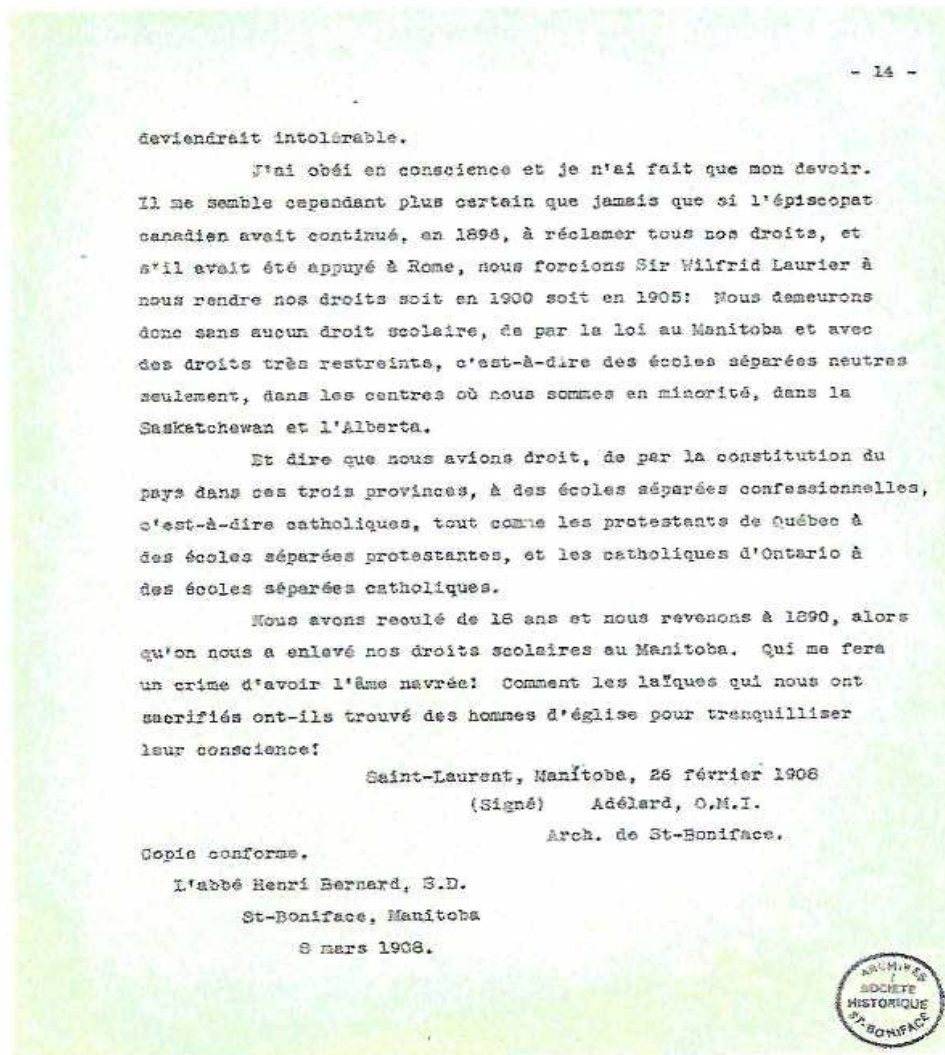 - 14 -
deviendrait intolérable.
J'ai obéi en conscience et je n'ai fait que mon devoir.
Il me semble cependant plus certain que jamais que si l'épiscopat
canadien avait continué, en 1896, à réclamer tous nos droits, et
s'il avait été appuyé à Rome, nous forcions Sir Wilfrid Laurier à
nous rendre nos droits soit en 1900 soit en 1905! Nous demeurons
donc sans aucun droit scolaire, de par la loi au Manitoba et avec
des droits très restreints, c'est-à-dire des écoles séparées neutres
seulement, dans les centres où nous sommes en minorité, dans la
Saskatchewan et l'Alberta.
Et dire que nous avions droit, de par la constitution du
pays dans ces trois provinces, à des écoles séparées confessionnelles,
c'est-à-dire catholiques, tout comme les protestants de Québec à
des écoles séparées protestantes, et les catholiques d'Ontario à
des écoles séparées catholiques.
Nous avons reculé de 18 ans et nous revenons à 1890, alors
qu'on nous a enlevé nos droits scolaires au Manitoba. Qui me fera
un crime d'avoir l'âme navrée! Comment les laïques qui nous ont
sacrifiés ont-ils trouvé des hommes d'église pour tranquilliser
leur conscience!
Saint-Laurent, Manitoba, 26 février 1908
(Signé) Adélard, O.M.I.
Arch. de St-Boniface.
Copie conforme.
L'abbé Henri Bernard, S.D.
St-Boniface, Manitoba
8 mars 1908.
ARCHIVES
SOCIETE
HISTORIQUE
ST-BONIFACE